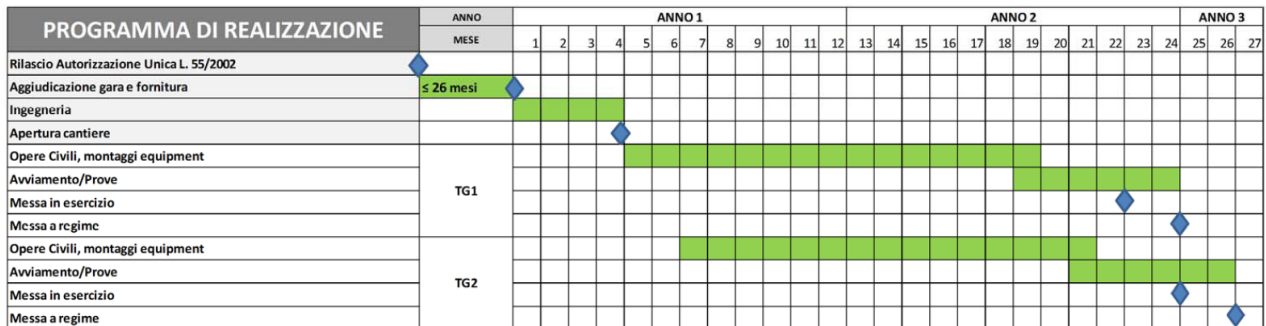 PROGRAMMA DI REALIZZAZIONE ANNO ANNO 1 ANNO 2 ANNO 3
MESE 1 2 3 4 5 6 7 8 9 10 11 12 13 14 15 16 17 18 19 20 21 22 23 24 25 26 27
Rilascio Autorizzazione Unica L. 55/2002
Aggiudicazione gara e fornitura ≤ 26 mesi
Ingegneria
Apertura cantiere
Opere Civili, montaggi equipment
Avviamento/Prove
TG1
Messa in esercizio
Messa a regime
Opere Civili, montaggi equipment
Avviamento/Prove
TG2
Messa in esercizio
Messa a regime